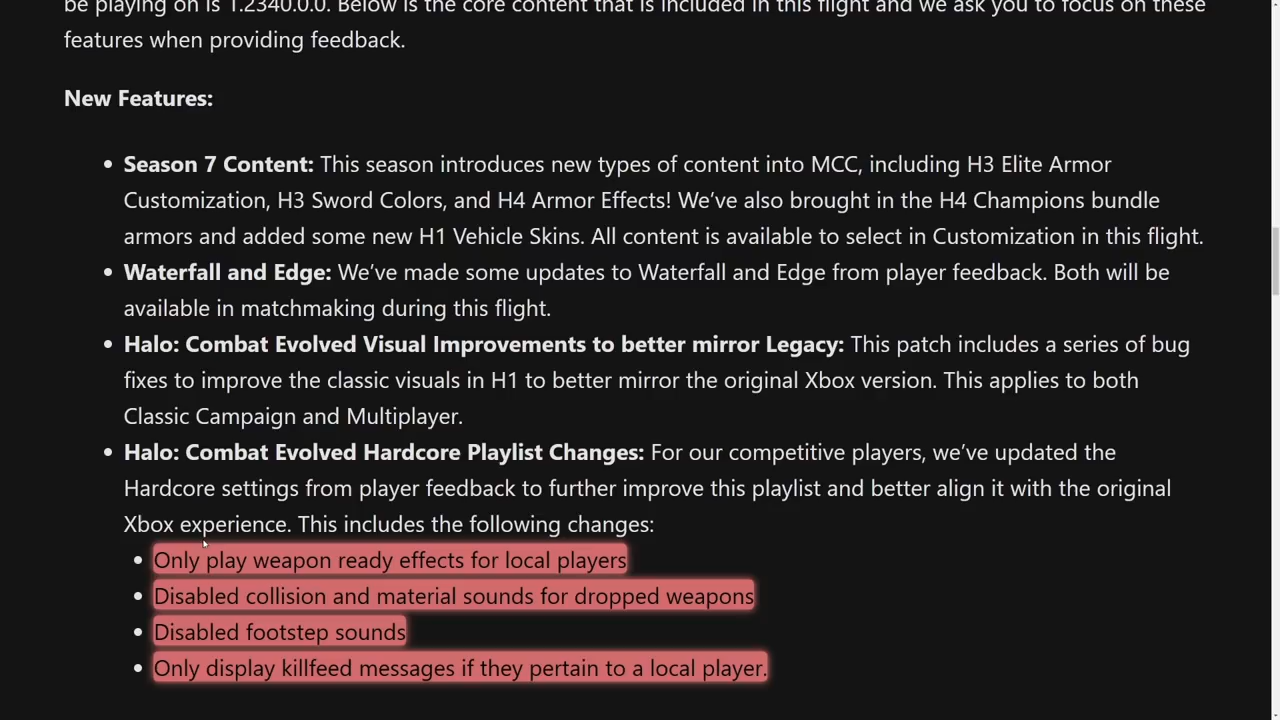 be playing on is 1.2340.0.0. Below is the core content that is included in this flight and we ask you to focus on these
features when providing feedback.
New Features:
• Season 7 Content: This season introduces new types of content into MCC, including H3 Elite Armor
Customization, H3 Sword Colors, and H4 Armor Effects! We’ve also brought in the H4 Champions bundle
armors and added some new H1 Vehicle Skins. All content is available to select in Customization in this flight.
• Waterfall and Edge: We’ve made some updates to Waterfall and Edge from player feedback. Both will be
available in matchmaking during this flight.
• Halo: Combat Evolved Visual Improvements to better mirror Legacy: This patch includes a series of bug
fixes to improve the classic visuals in H1 to better mirror the original Xbox version. This applies to both
Classic Campaign and Multiplayer.
• Halo: Combat Evolved Hardcore Playlist Changes: For our competitive players, we’ve updated the
Hardcore settings from player feedback to further improve this playlist and better align it with the original
Xbox experience. This includes the following changes:
• Only play weapon ready effects for local players
• Disabled collision and material sounds for dropped weapons
• Disabled footstep sounds
• Only display killfeed messages if they pertain to a local player.